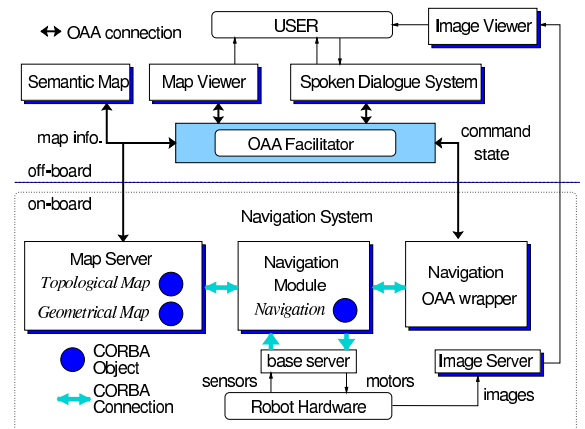 USER
Image Viewer
OAA connection
Semantic Map
Map Viewer
Spoken Dialogue System
map info.
OAA Facilitator
command
state
off-board
on-board
Navigation System
Map Server
Topological Map
Geometrical Map
Navigation
Module
Navigation
Navigation
OAA wrapper
CORBA
Object
CORBA
Connection
base server
sensors
motors
Image Server
images
Robot Hardware